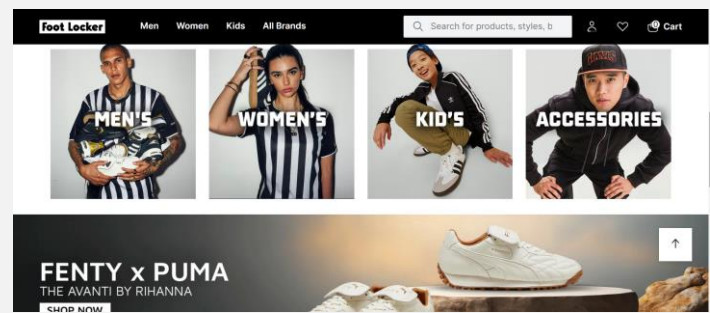 Foot Locker Men Women Kids All Brands Search for products, styles, b 0 Cart
MEN'S WOMEN'S KID'S ACCESSORIES
FENTY x PUMA
THE AVANTI BY RIHANNA
SHOP NOW